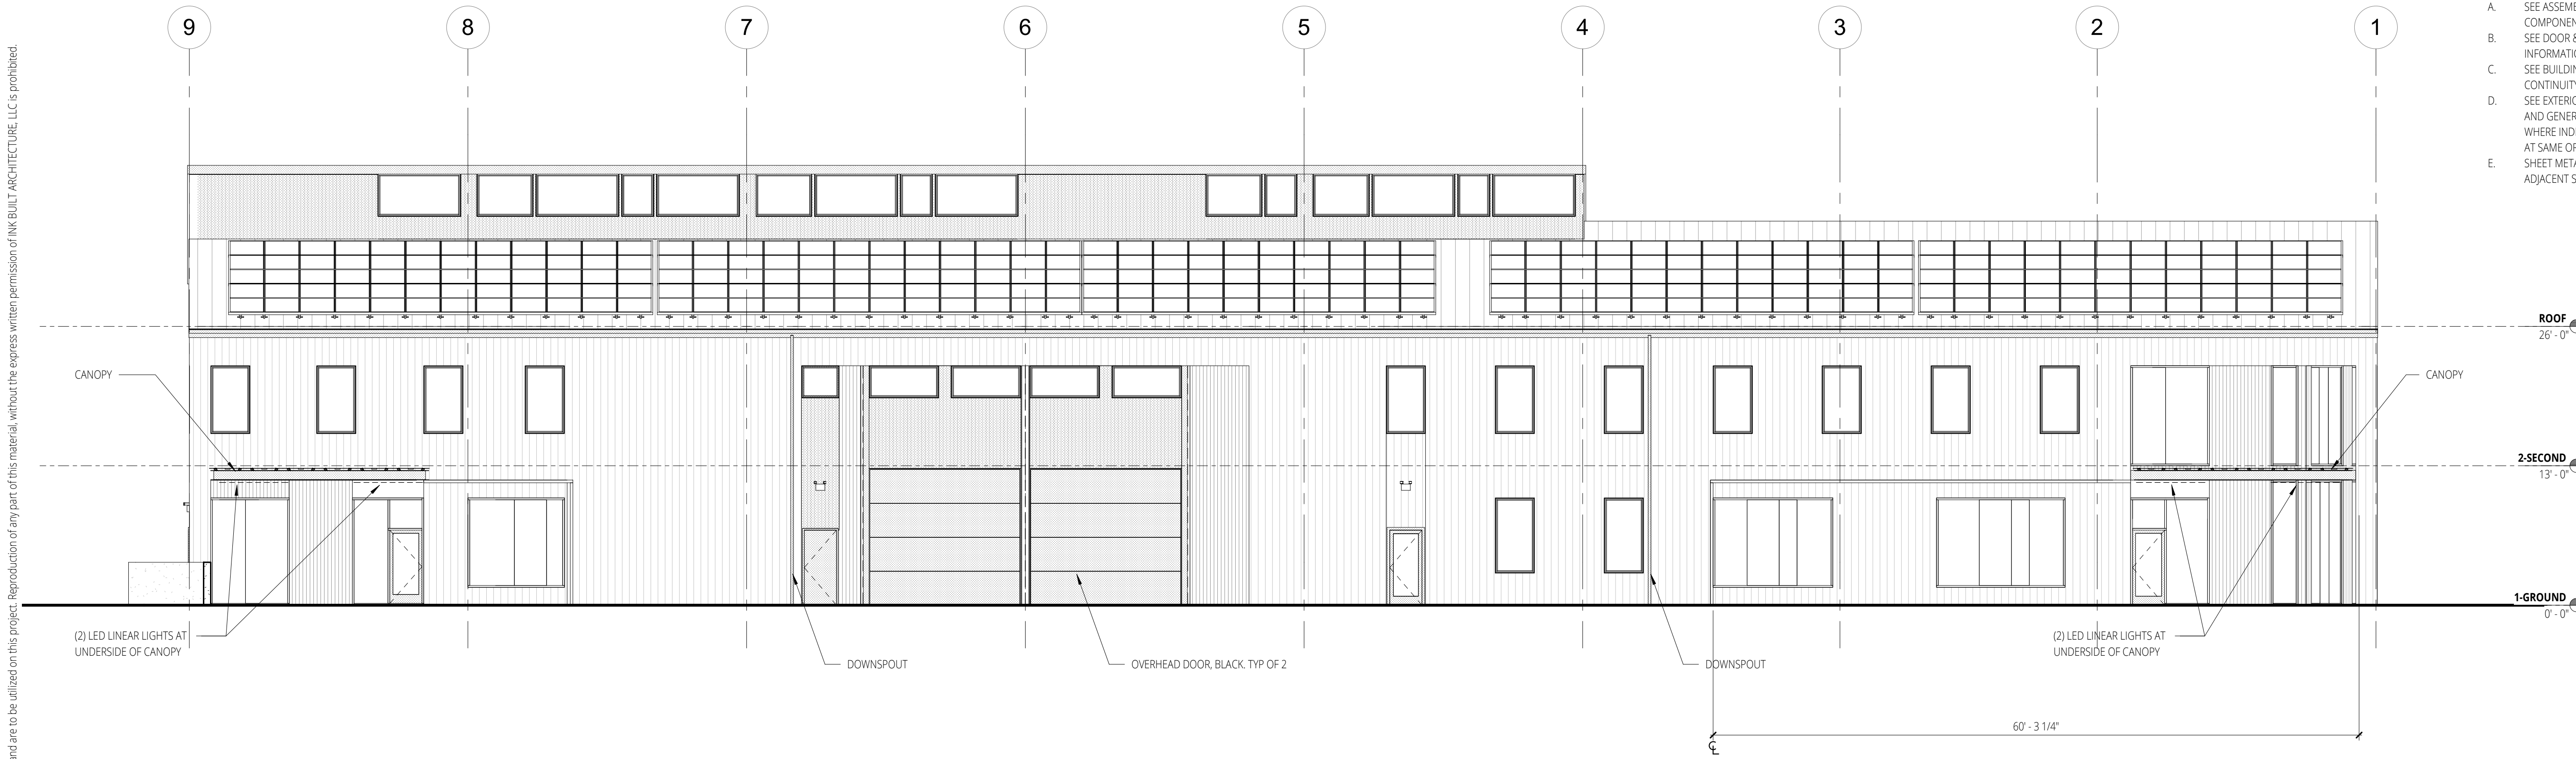 9
8
7
6
5
4
3
2
1
A. SEE ASSEME
COMPONEN
B. SEE DOOR &
INFORMATIO
C. SEE BUILDIN
CONTINUITY
D. SEE EXTERIO
AND GENER
WHERE INDI
AT SAME OR
E. SHEET META
ADJACENT S
and are to be utilized on this project. Reproduction of any part of this material, without the express written permission of INK BUILT ARCHITECTURE, LLC is prohibited.
ROOF
26' - 0"
CANOPY
CANOPY
2-SECOND
13' - 0"
1-GROUND
0' - 0"
(2) LED LINEAR LIGHTS AT
UNDERSIDE OF CANOPY
DOWNSPOUT
OVERHEAD DOOR, BLACK. TYP OF 2
DOWNSPOUT
(2) LED LINEAR LIGHTS AT
UNDERSIDE OF CANOPY
60' - 3 1/4"